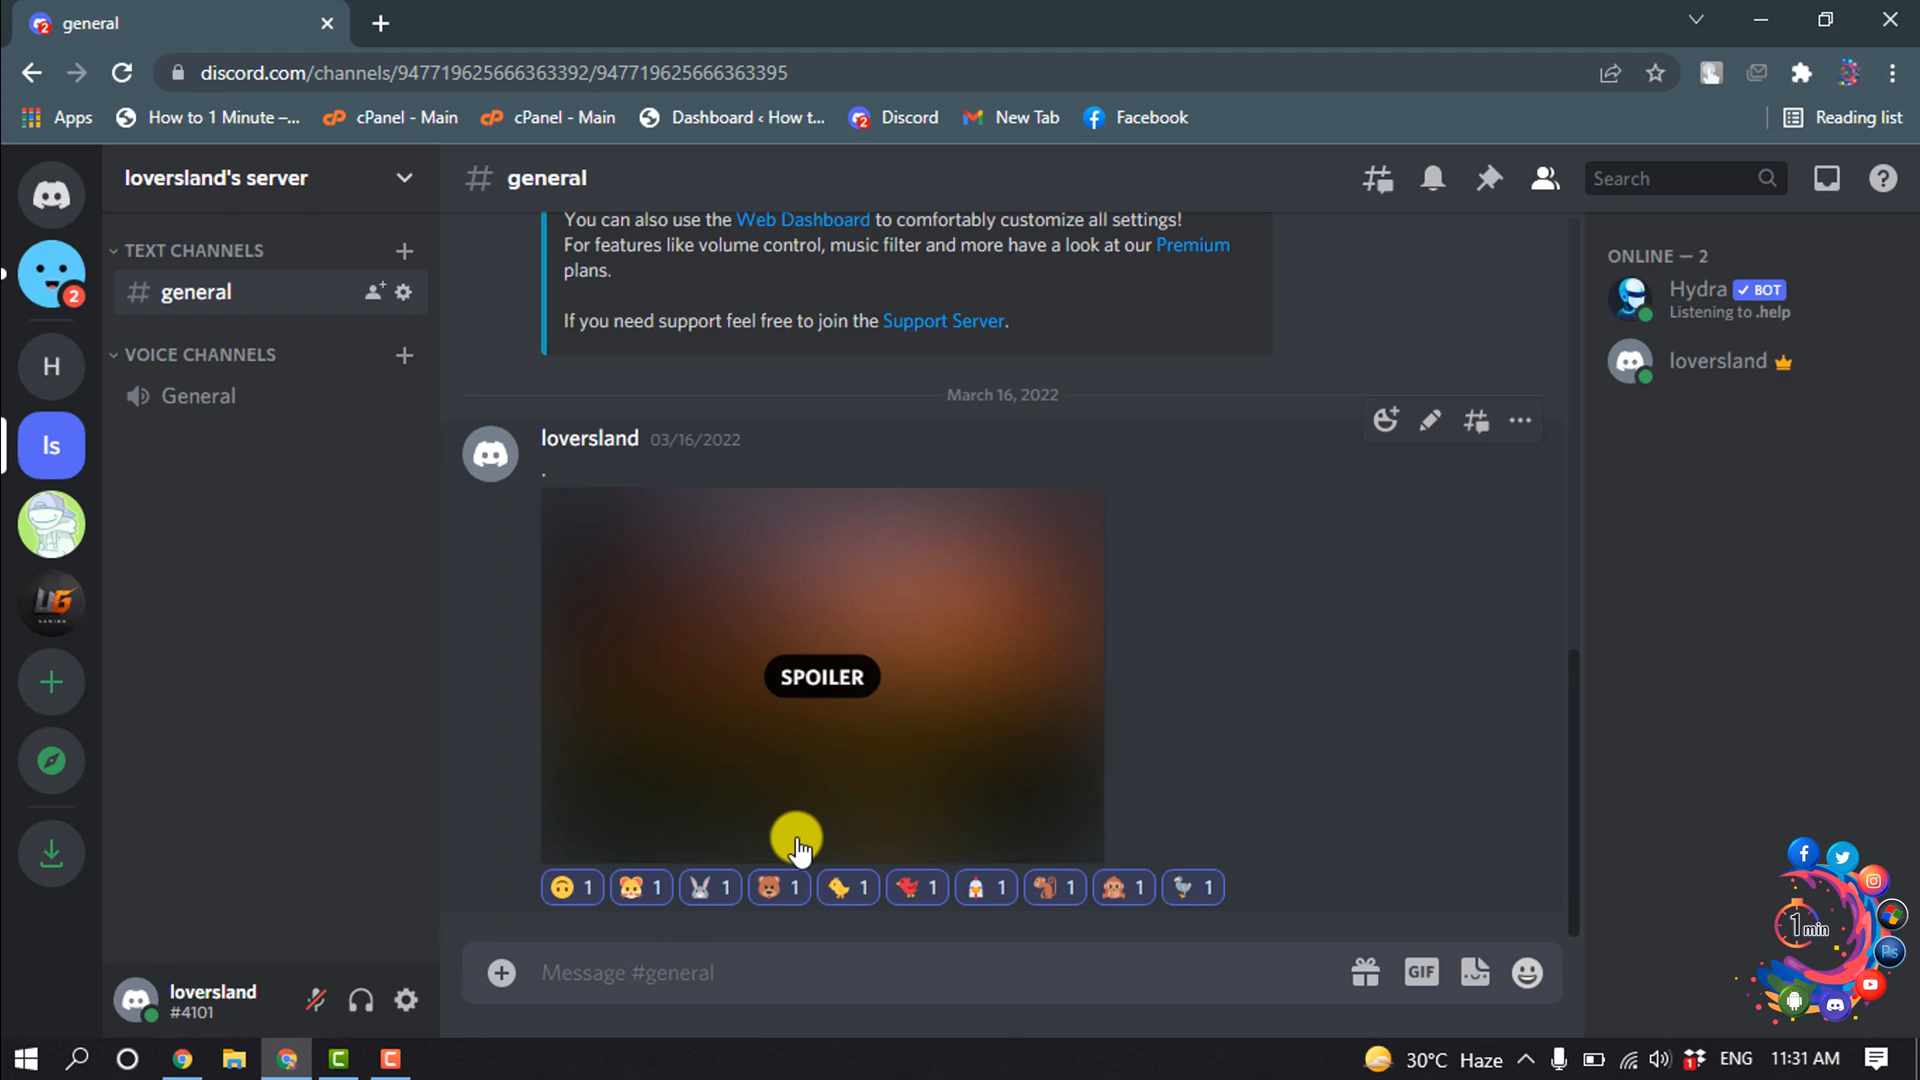 general
discord.com/channels/947719625666363392/947719625666363395
Apps
How to 1 Minute –...
cPanel - Main
cPanel - Main
Dashboard ‹ How t...
Discord
New Tab
Facebook
Reading list
loversland's server
# general
Search
You can also use the Web Dashboard to comfortably customize all settings!
For features like volume control, music filter and more have a look at our Premium
plans.
If you need support feel free to join the Support Server.
TEXT CHANNELS
# general
VOICE CHANNELS
General
ONLINE — 2
Hydra ✓ BOT
Listening to .help
loversland
2
H
ls
UG
GAMING
March 16, 2022
loversland 03/16/2022
.
SPOILER
1 1 1 1 1 1 1 1 1 1
Message #general
GIF
loversland
#4101
1 min
Ps
30°C Haze
1
ENG
11:31 AM